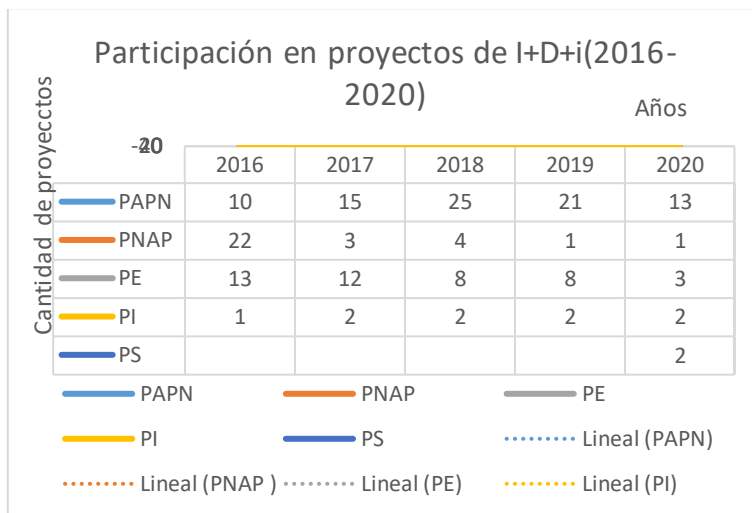 Participación en proyectos de I+D+i(2016-
2020)
Años
Cantidad de proyecctos
2016 2017 2018 2019 2020
PAPN 10 15 25 21 13
PNAP 22 3 4 1 1
PE 13 12 8 8 3
PI 1 2 2 2 2
PS 2
PAPN PNAP PE
PI PS Lineal (PAPN)
Lineal (PNAP ) Lineal (PE) Lineal (PI)